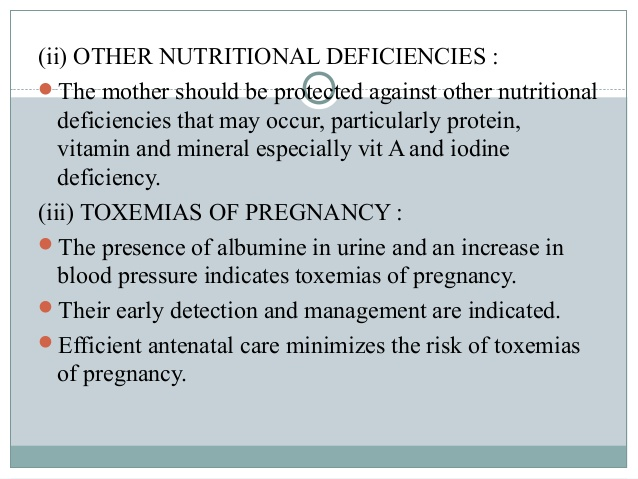 (ii) OTHER NUTRITIONAL DEFICIENCIES :
The mother should be protected against other nutritional
deficiencies that may occur, particularly protein,
vitamin and mineral especially vit A and iodine
deficiency.
(iii) TOXEMIAS OF PREGNANCY :
The presence of albumine in urine and an increase in
blood pressure indicates toxemias of pregnancy.
Their early detection and management are indicated.
Efficient antenatal care minimizes the risk of toxemias
of pregnancy.